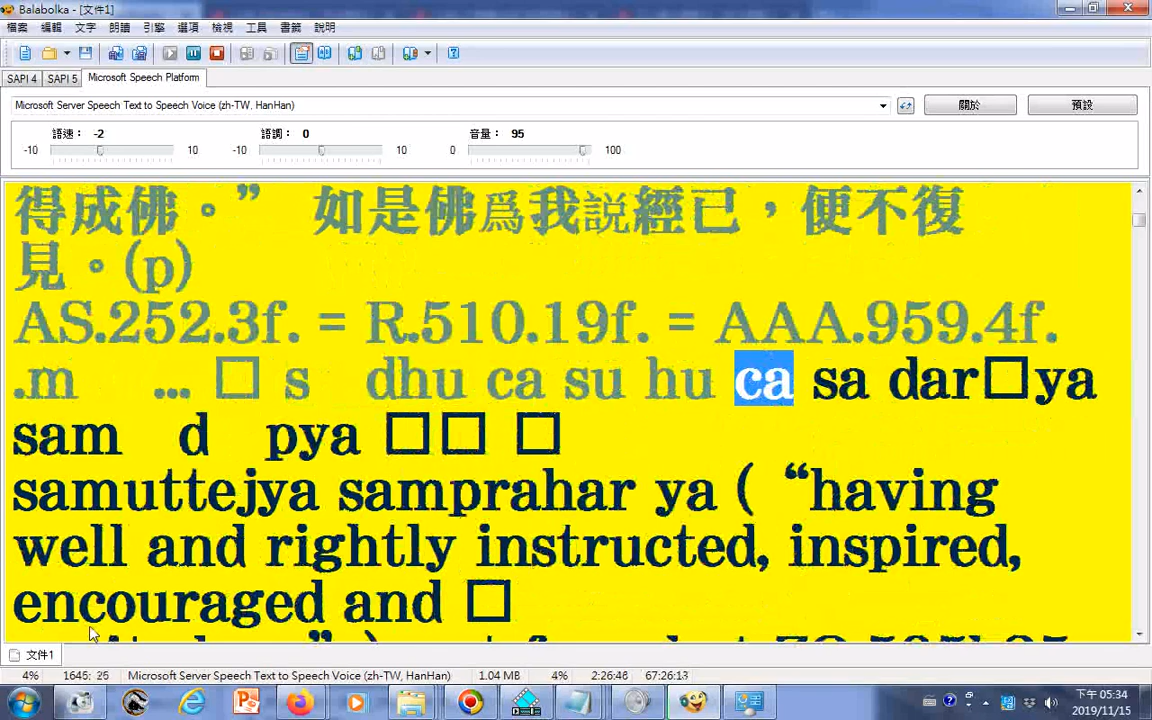 Balabolka - [文件1]
檔案 編輯 文字 朗讀 引擎 選項 檢視 工具 書籤 說明
SAPI 4 SAPI 5 Microsoft Speech Platform
Microsoft Server Speech Text to Speech Voice (zh-TW, HanHan) 關於 預設
語速： -2 語調： 0 音量： 95
-10 10 -10 10 0 100
得成佛。” 如是佛爲我説經已，便不復
見。(p)
AS.252.3f. = R.510.19f. = AAA.959.4f.
.m ... □ s dhu ca su hu ca sa dar□ya
sam d pya □□ □
samuttejya samprahar ya ( “having
well and rightly instructed, inspired,
encouraged and □
文件1
4% 1645: 25 Microsoft Server Speech Text to Speech Voice (zh-TW, HanHan) 1.04 MB 4% 2:26:46 67:26:13
下午 05:34
2019/11/15